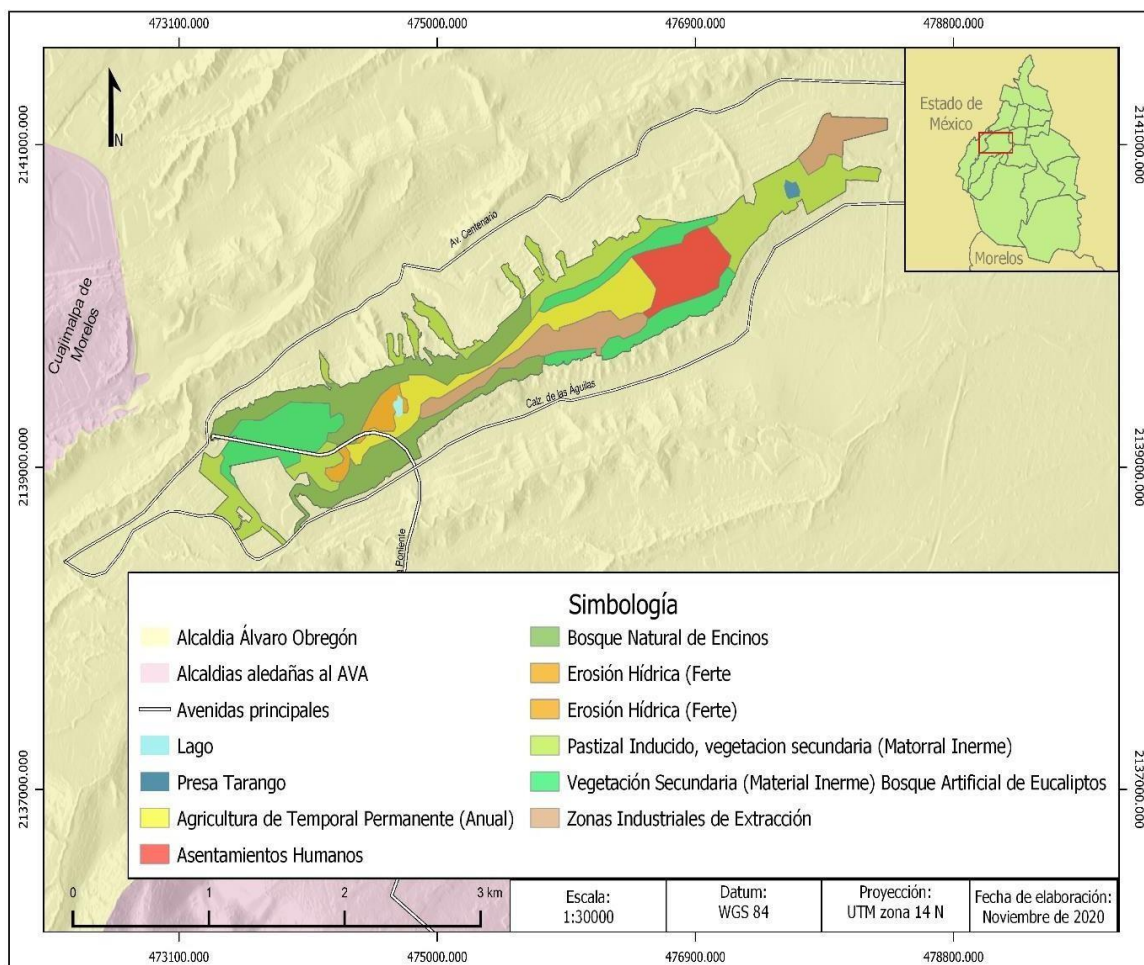 473100.000
475000.000
476900.000
478800.000
2141000.000
2141000.000
N
Estado de
México
Morelos
Av. Centenario
Cuajimalpa de
Morelos
Calz. de las Águilas
2139000.000
2139000.000
Poniente
Simbología
Alcaldia Álvaro Obregón
Alcaldias aledañas al AVA
Avenidas principales
Lago
Presa Tarango
Agricultura de Temporal Permanente (Anual)
Asentamientos Humanos
Bosque Natural de Encinos
Erosión Hídrica (Ferte
Erosión Hídrica (Ferte)
Pastizal Inducido, vegetacion secundaria (Matorral Inerme)
Vegetación Secundaria (Material Inerme) Bosque Artificial de Eucaliptos
Zonas Industriales de Extracción
2137000.000
2137000.000
0 1 2 3 km
Escala:
1:30000
Datum:
WGS 84
Proyección:
UTM zona 14 N
Fecha de elaboración:
Noviembre de 2020
473100.000
475000.000
476900.000
478800.000